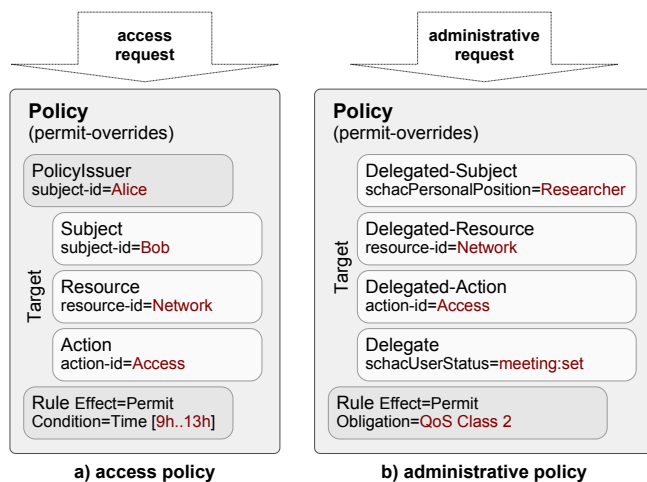 access
request
Policy
(permit-overrides)
PolicyIssuer
subject-id=Alice
Target
Subject
subject-id=Bob
Resource
resource-id=Network
Action
action-id=Access
Rule Effect=Permit
Condition=Time [9h..13h]
a) access policy
administrative
request
Policy
(permit-overrides)
Target
Delegated-Subject
schacPersonalPosition=Researcher
Delegated-Resource
resource-id=Network
Delegated-Action
action-id=Access
Delegate
schacUserStatus=meeting:set
Rule Effect=Permit
Obligation=QoS Class 2
b) administrative policy